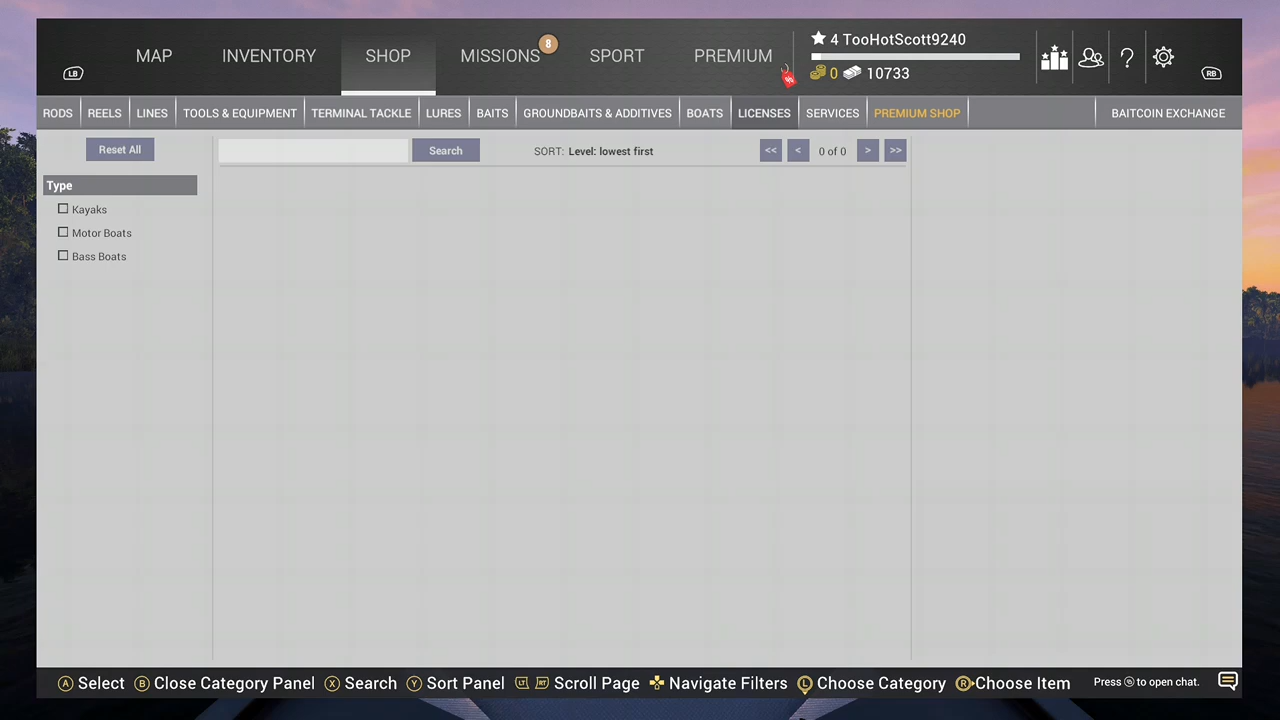 MAP INVENTORY SHOP MISSIONS 8 SPORT PREMIUM
4 TooHotScott9240
0 10733
LB
RB
RODS REELS LINES TOOLS & EQUIPMENT TERMINAL TACKLE LURES BAITS GROUNDBAITS & ADDITIVES BOATS LICENSES SERVICES PREMIUM SHOP BAITCOIN EXCHANGE
Reset All
Search
SORT: Level: lowest first
<< < 0 of 0 > >>
Type
Kayaks
Motor Boats
Bass Boats
A Select B Close Category Panel X Search Y Sort Panel LT RT Scroll Page Navigate Filters L Choose Category R Choose Item Press to open chat.